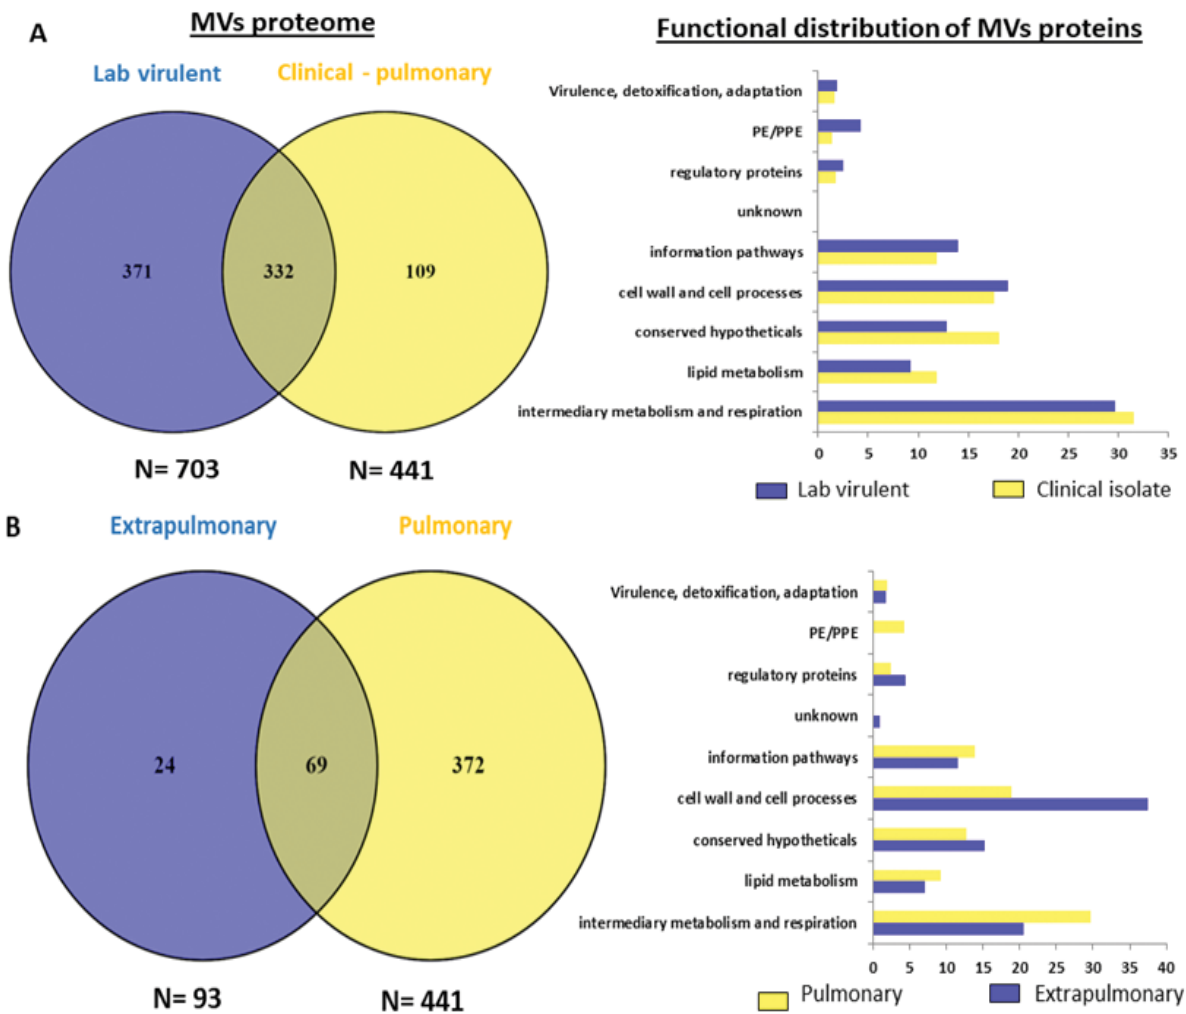 A
MVs proteome
Functional distribution of MVs proteins
Lab virulent
Clinical - pulmonary
371
332
109
N= 703
N= 441
Virulence, detoxification, adaptation
PE/PPE
regulatory proteins
unknown
information pathways
cell wall and cell processes
conserved hypotheticals
lipid metabolism
intermediary metabolism and respiration
0 5 10 15 20 25 30 35
Lab virulent
Clinical isolate
B
Extrapulmonary
Pulmonary
24
69
372
N= 93
N= 441
Virulence, detoxification, adaptation
PE/PPE
regulatory proteins
unknown
information pathways
cell wall and cell processes
conserved hypotheticals
lipid metabolism
intermediary metabolism and respiration
0 5 10 15 20 25 30 35 40
Pulmonary
Extrapulmonary